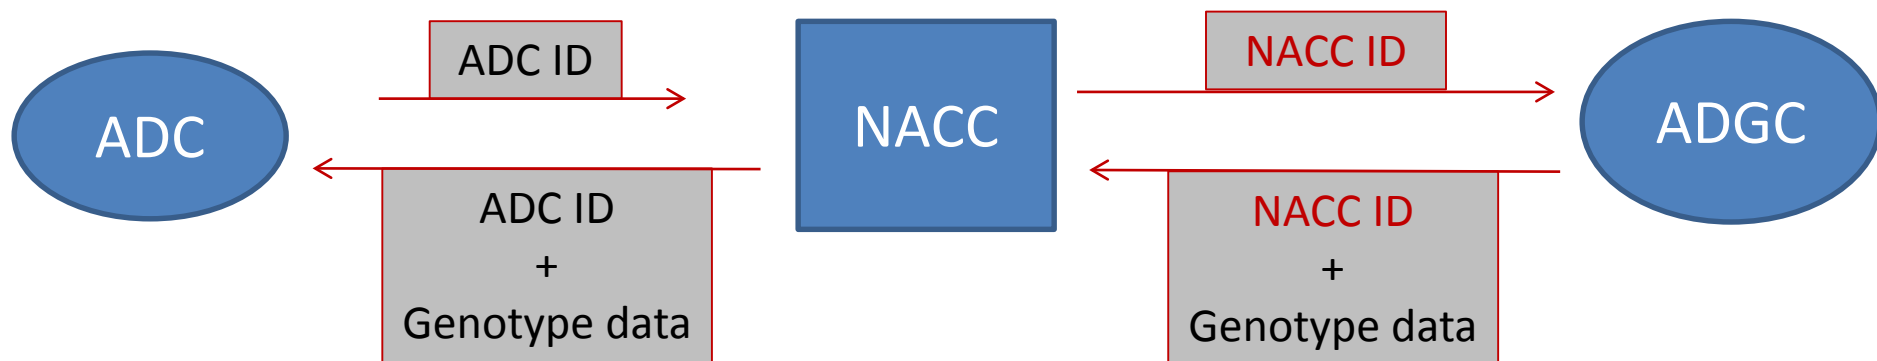 ADC
ADC ID
NACC
NACC ID
ADGC
ADC ID
+
Genotype data
NACC ID
+
Genotype data